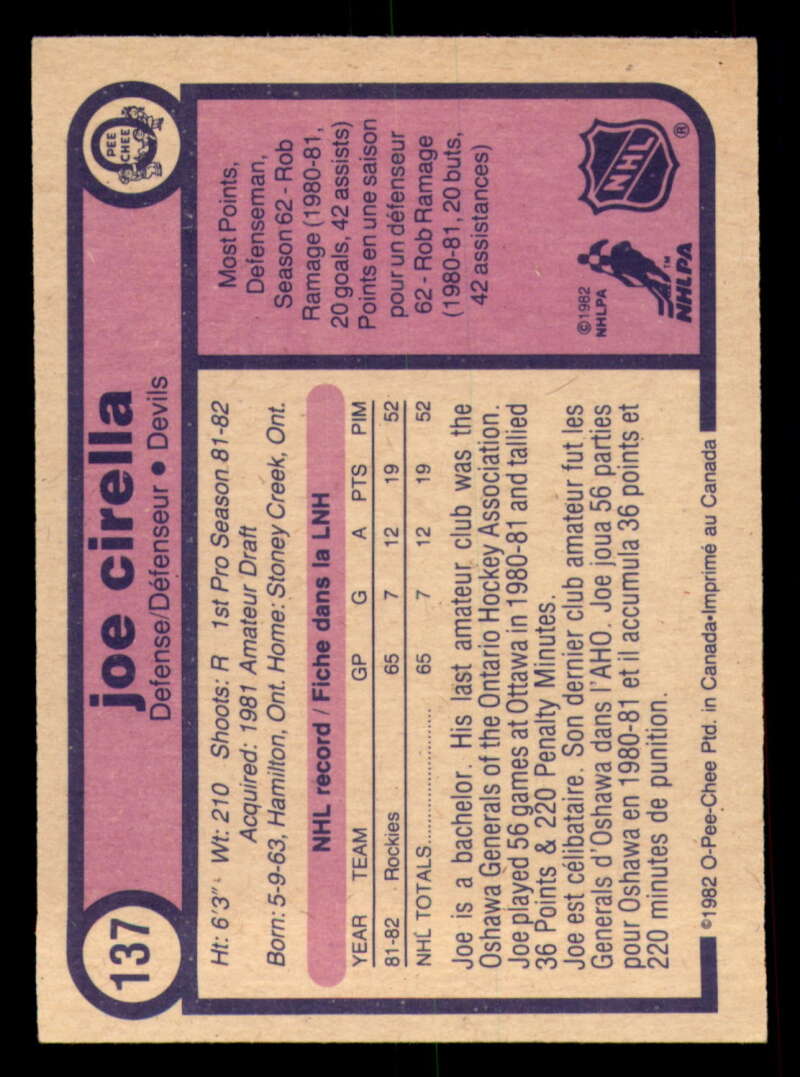 137
joe cirella
Defense/Défenseur • Devils
O
PEE
CHEE
Ht: 6'3" Wt: 210 Shoots: R 1st Pro Season 81-82
Acquired: 1981 Amateur Draft
Born: 5-9-63, Hamilton, Ont. Home: Stoney Creek, Ont.
NHL record / Fiche dans la LNH
YEAR TEAM GP G A PTS PIM
81-82 Rockies 65 7 12 19 52
NHL TOTALS 65 7 12 19 52
Joe is a bachelor. His last amateur club was the
Oshawa Generals of the Ontario Hockey Association.
Joe played 56 games at Ottawa in 1980-81 and tallied
36 Points & 220 Penalty Minutes.
Joe est célibataire. Son dernier club amateur fut les
Generals d'Oshawa dans l'AHO. Joe joua 56 parties
pour Oshawa en 1980-81 et il accumula 36 points et
220 minutes de punition.
Most Points,
Defenseman,
Season 62 - Rob
Ramage (1980-81,
20 goals, 42 assists)
Points en une saison
pour un défenseur
62 - Rob Ramage
(1980-81, 20 buts,
42 assistances)
©1982
NHLPA
NHLPA™
NHL®
©1982 O-Pee-Chee Ptd. in Canada•Imprimé au Canada